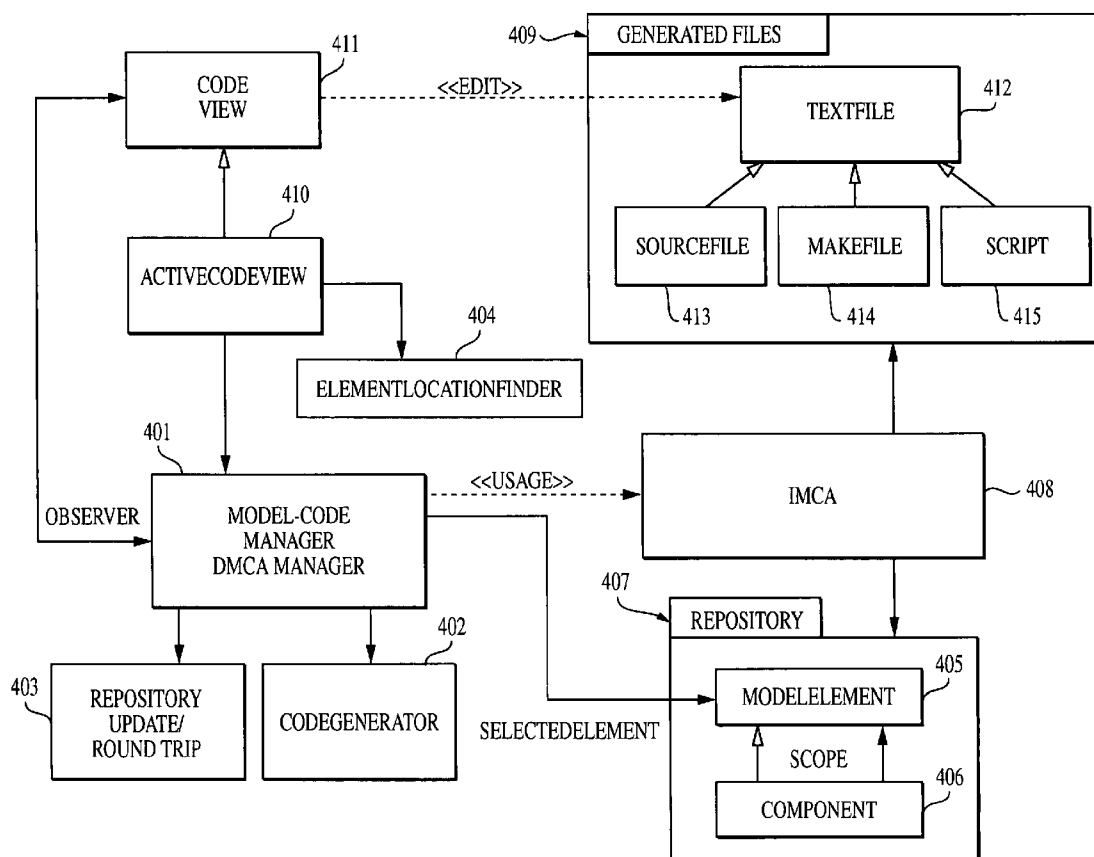 409
GENERATED FILES
411
CODE
VIEW
<<EDIT>>
TEXTFILE
412
410
ACTIVECODEVIEW
SOURCEFILE
MAKEFILE
SCRIPT
413
414
415
404
ELEMENTLOCATIONFINDER
401
<<USAGE>>
IMCA
408
OBSERVER
MODEL-CODE
MANAGER
DMCA MANAGER
407
REPOSITORY
402
403
REPOSITORY
UPDATE/
ROUND TRIP
CODEGENERATOR
SELECTEDELEMENT
MODELELEMENT
405
SCOPE
COMPONENT
406